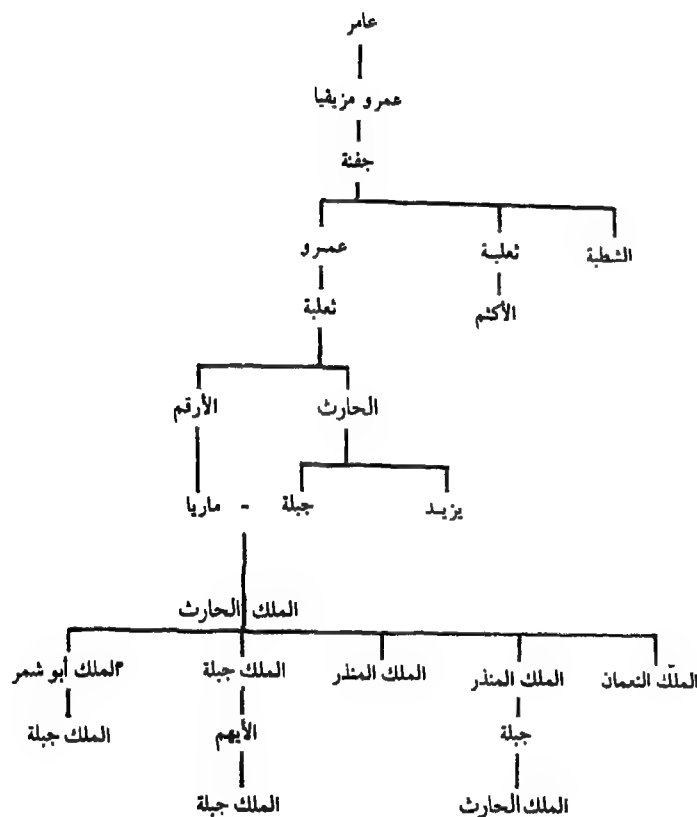 عامر
عمرو مزيقيا
جفنة
الشطبة ثعلبة عمرو
الأكثم ثعلبة
الحارث الأرقم
يزيد جبلة - ماريا
الملك الحارث
الملك النعمان الملك المنذر الملك المنذر الملك جبلة الملك أبو شمر
جبلة الأيهم الملك جبلة
الملك الحارث الملك جبلة